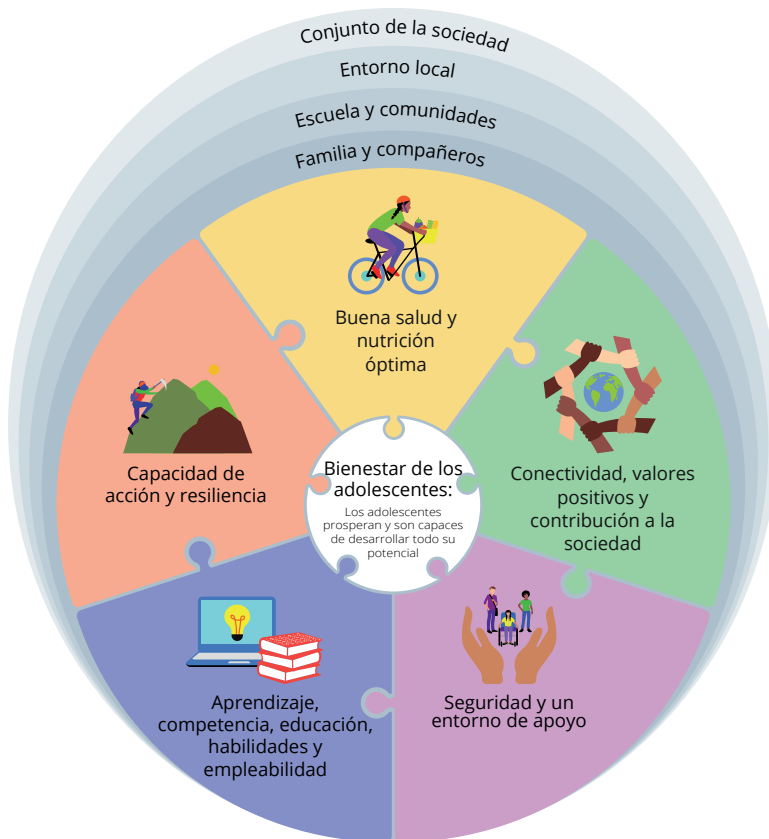 Conjunto de la sociedad
Entorno local
Escuela y comunidades
Familia y compañeros
Buena salud y
nutrición
óptima
Capacidad de
acción y resiliencia
Bienestar de los
adolescentes:
Los adolescentes
prosperan y son capaces
de desarrollar todo su
potencial
Conectividad, valores
positivos y
contribución a la
sociedad
Aprendizaje,
competencia, educación,
habilidades y
empleabilidad
Seguridad y un
entorno de apoyo